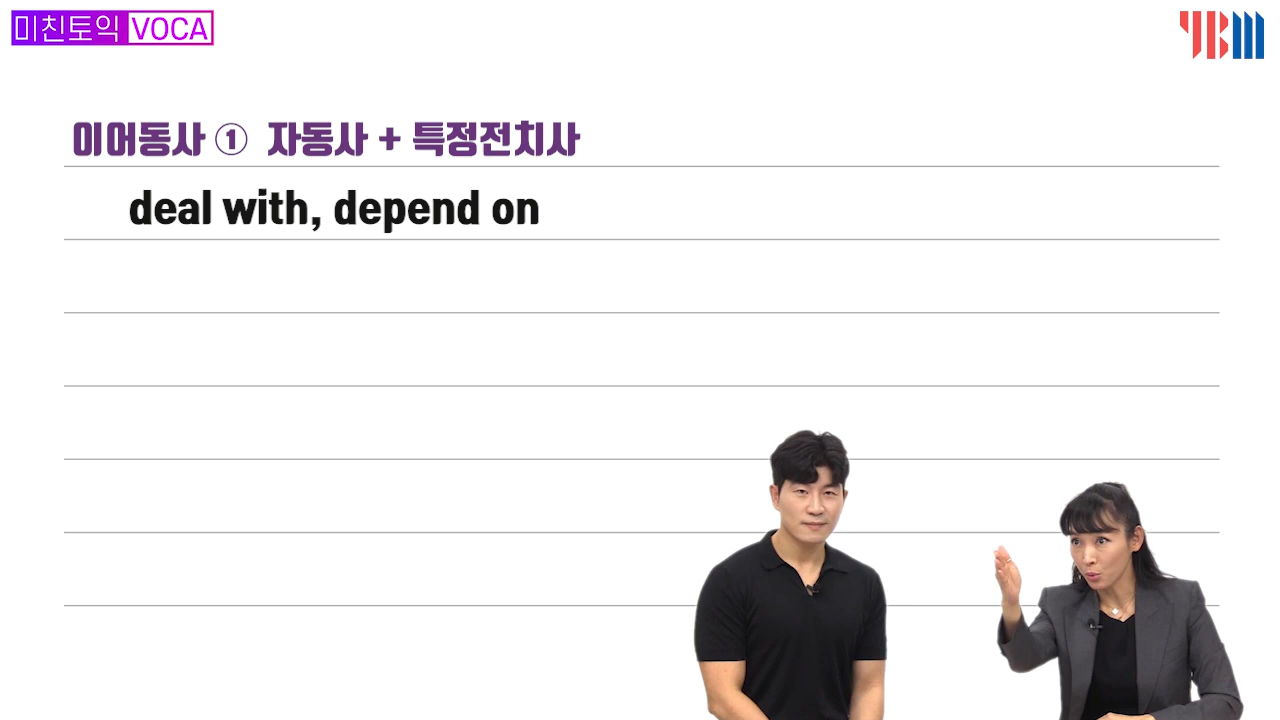 미친토익 VOCA
YBM
이어동사 ① 자동사 + 특정전치사
deal with, depend on